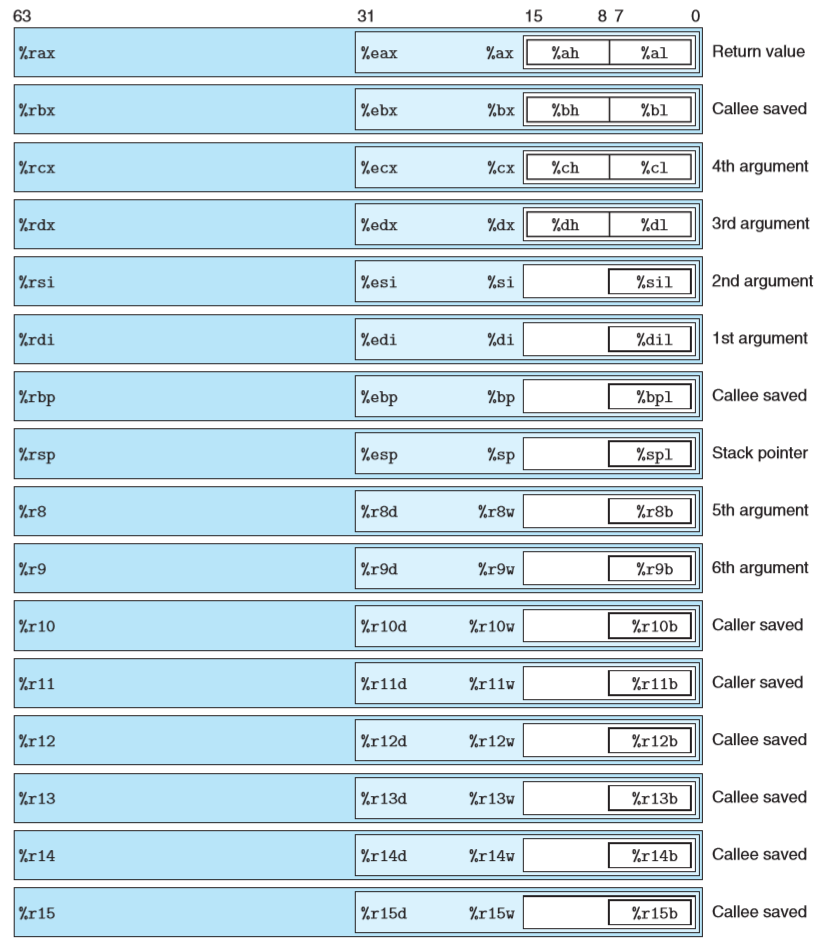 63 31 15 8 7 0
%rax %eax %ax %ah %al Return value
%rbx %ebx %bx %bh %bl Callee saved
%rcx %ecx %cx %ch %cl 4th argument
%rdx %edx %dx %dh %dl 3rd argument
%rsi %esi %si %sil 2nd argument
%rdi %edi %di %dil 1st argument
%rbp %ebp %bp %bpl Callee saved
%rsp %esp %sp %spl Stack pointer
%r8 %r8d %r8w %r8b 5th argument
%r9 %r9d %r9w %r9b 6th argument
%r10 %r10d %r10w %r10b Caller saved
%r11 %r11d %r11w %r11b Caller saved
%r12 %r12d %r12w %r12b Callee saved
%r13 %r13d %r13w %r13b Callee saved
%r14 %r14d %r14w %r14b Callee saved
%r15 %r15d %r15w %r15b Callee saved